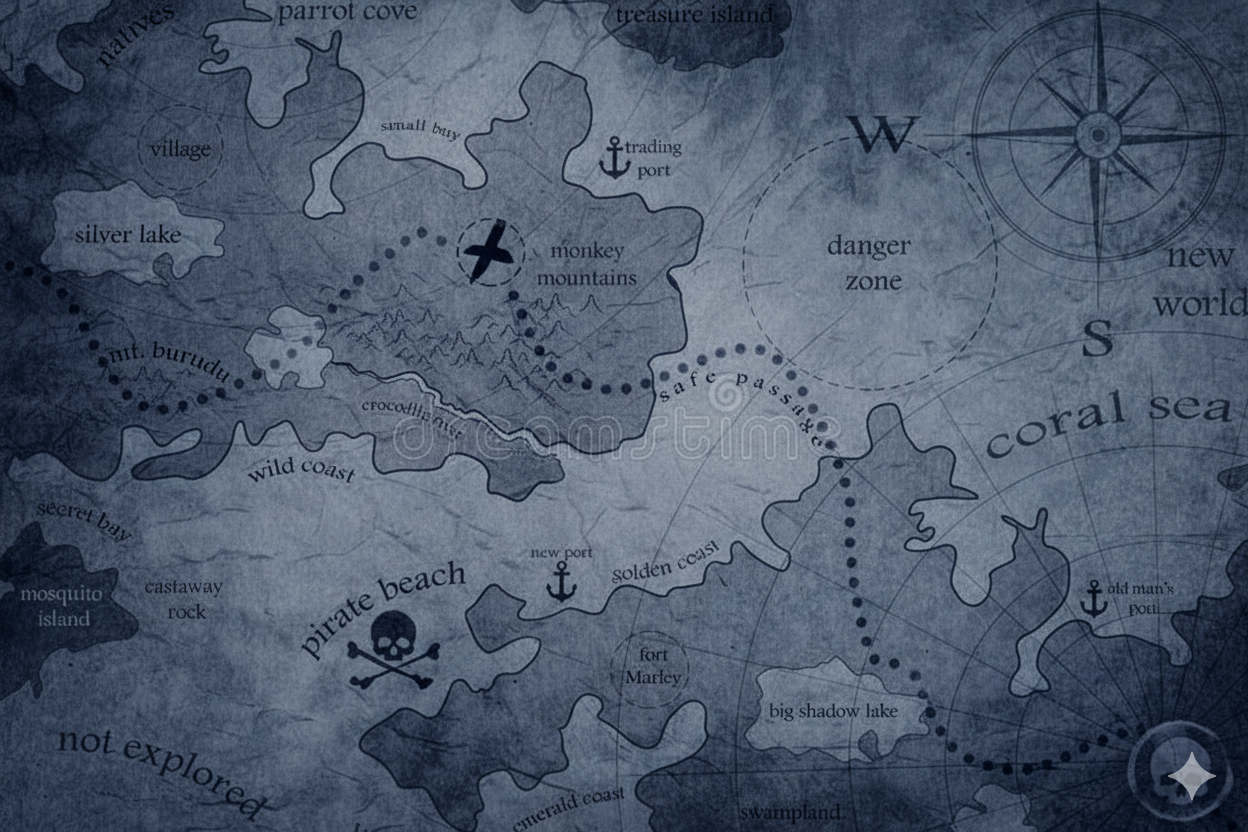 natives
parrot cove
treasure island
village
small bay
trading
port
W
silver lake
monkey
mountains
danger
zone
new
world
S
mt. burudu
safe passage
crocodile river
coral sea
wild coast
dreamstime
secret bay
new port
golden coast
mosquito
island
castaway
rock
pirate beach
old man's
fort
Marley
big shadow lake
not explored
emerald coast
swampland